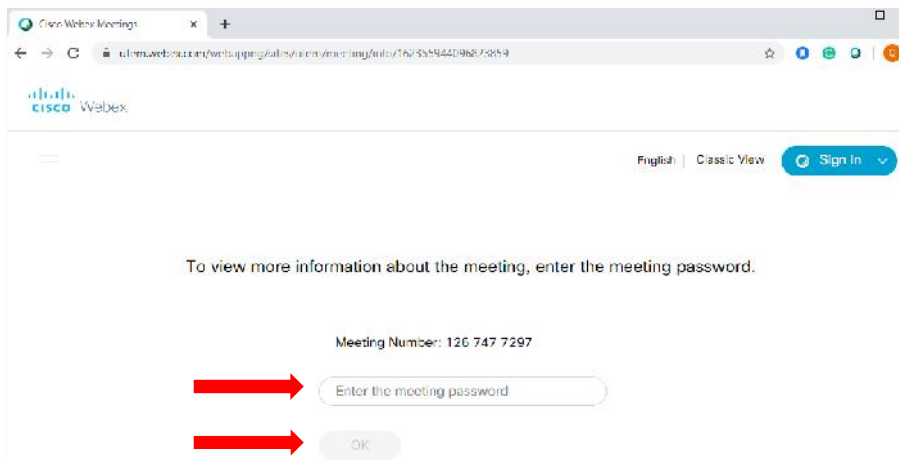 Cisco Webex Meetings
CISCO Webex
English | Classic View Sign In
To view more information about the meeting, enter the meeting password.
Meeting Number: 126 747 7297
Enter the meeting password
OK